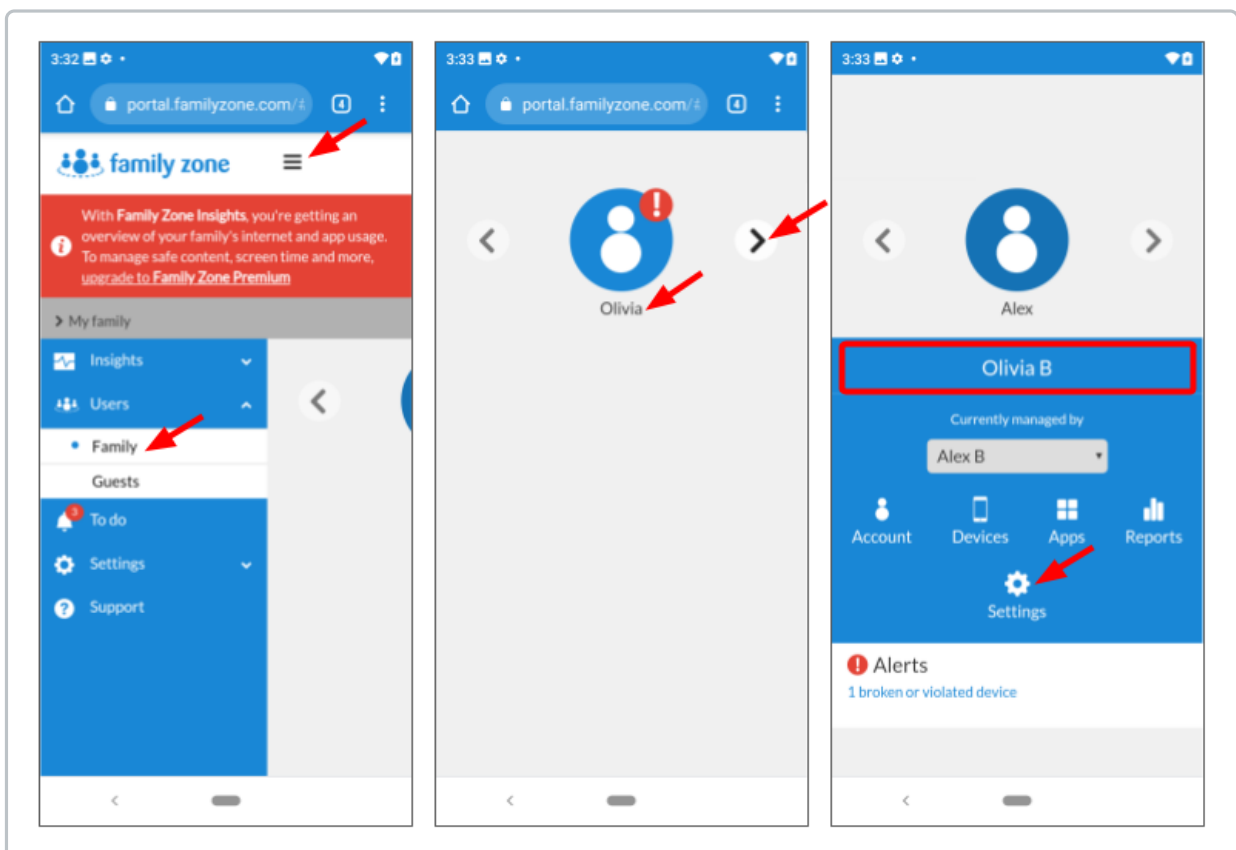 3:32
portal.familyzone.com/
4
family zone
With Family Zone Insights, you're getting an
overview of your family's internet and app usage.
To manage safe content, screen time and more,
upgrade to Family Zone Premium
> My family
Insights
Users
Family
Guests
3
To do
Settings
Support
3:33
portal.familyzone.com/
4
Olivia
3:33
Alex
Olivia B
Currently managed by
Alex B
Account
Devices
Apps
Reports
Settings
Alerts
1 broken or violated device